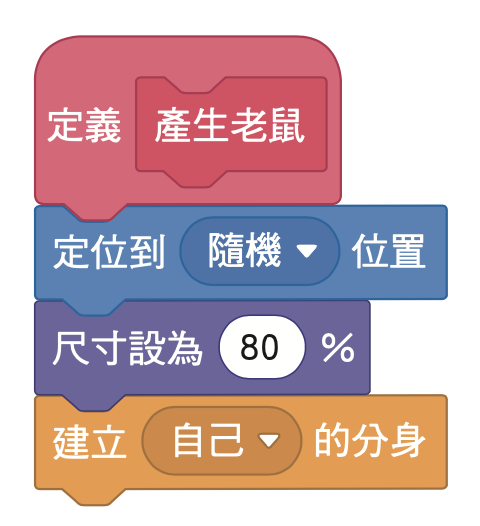 定義 產生老鼠
定位到 隨機 位置
尺寸設為 80 %
建立 自己 的分身